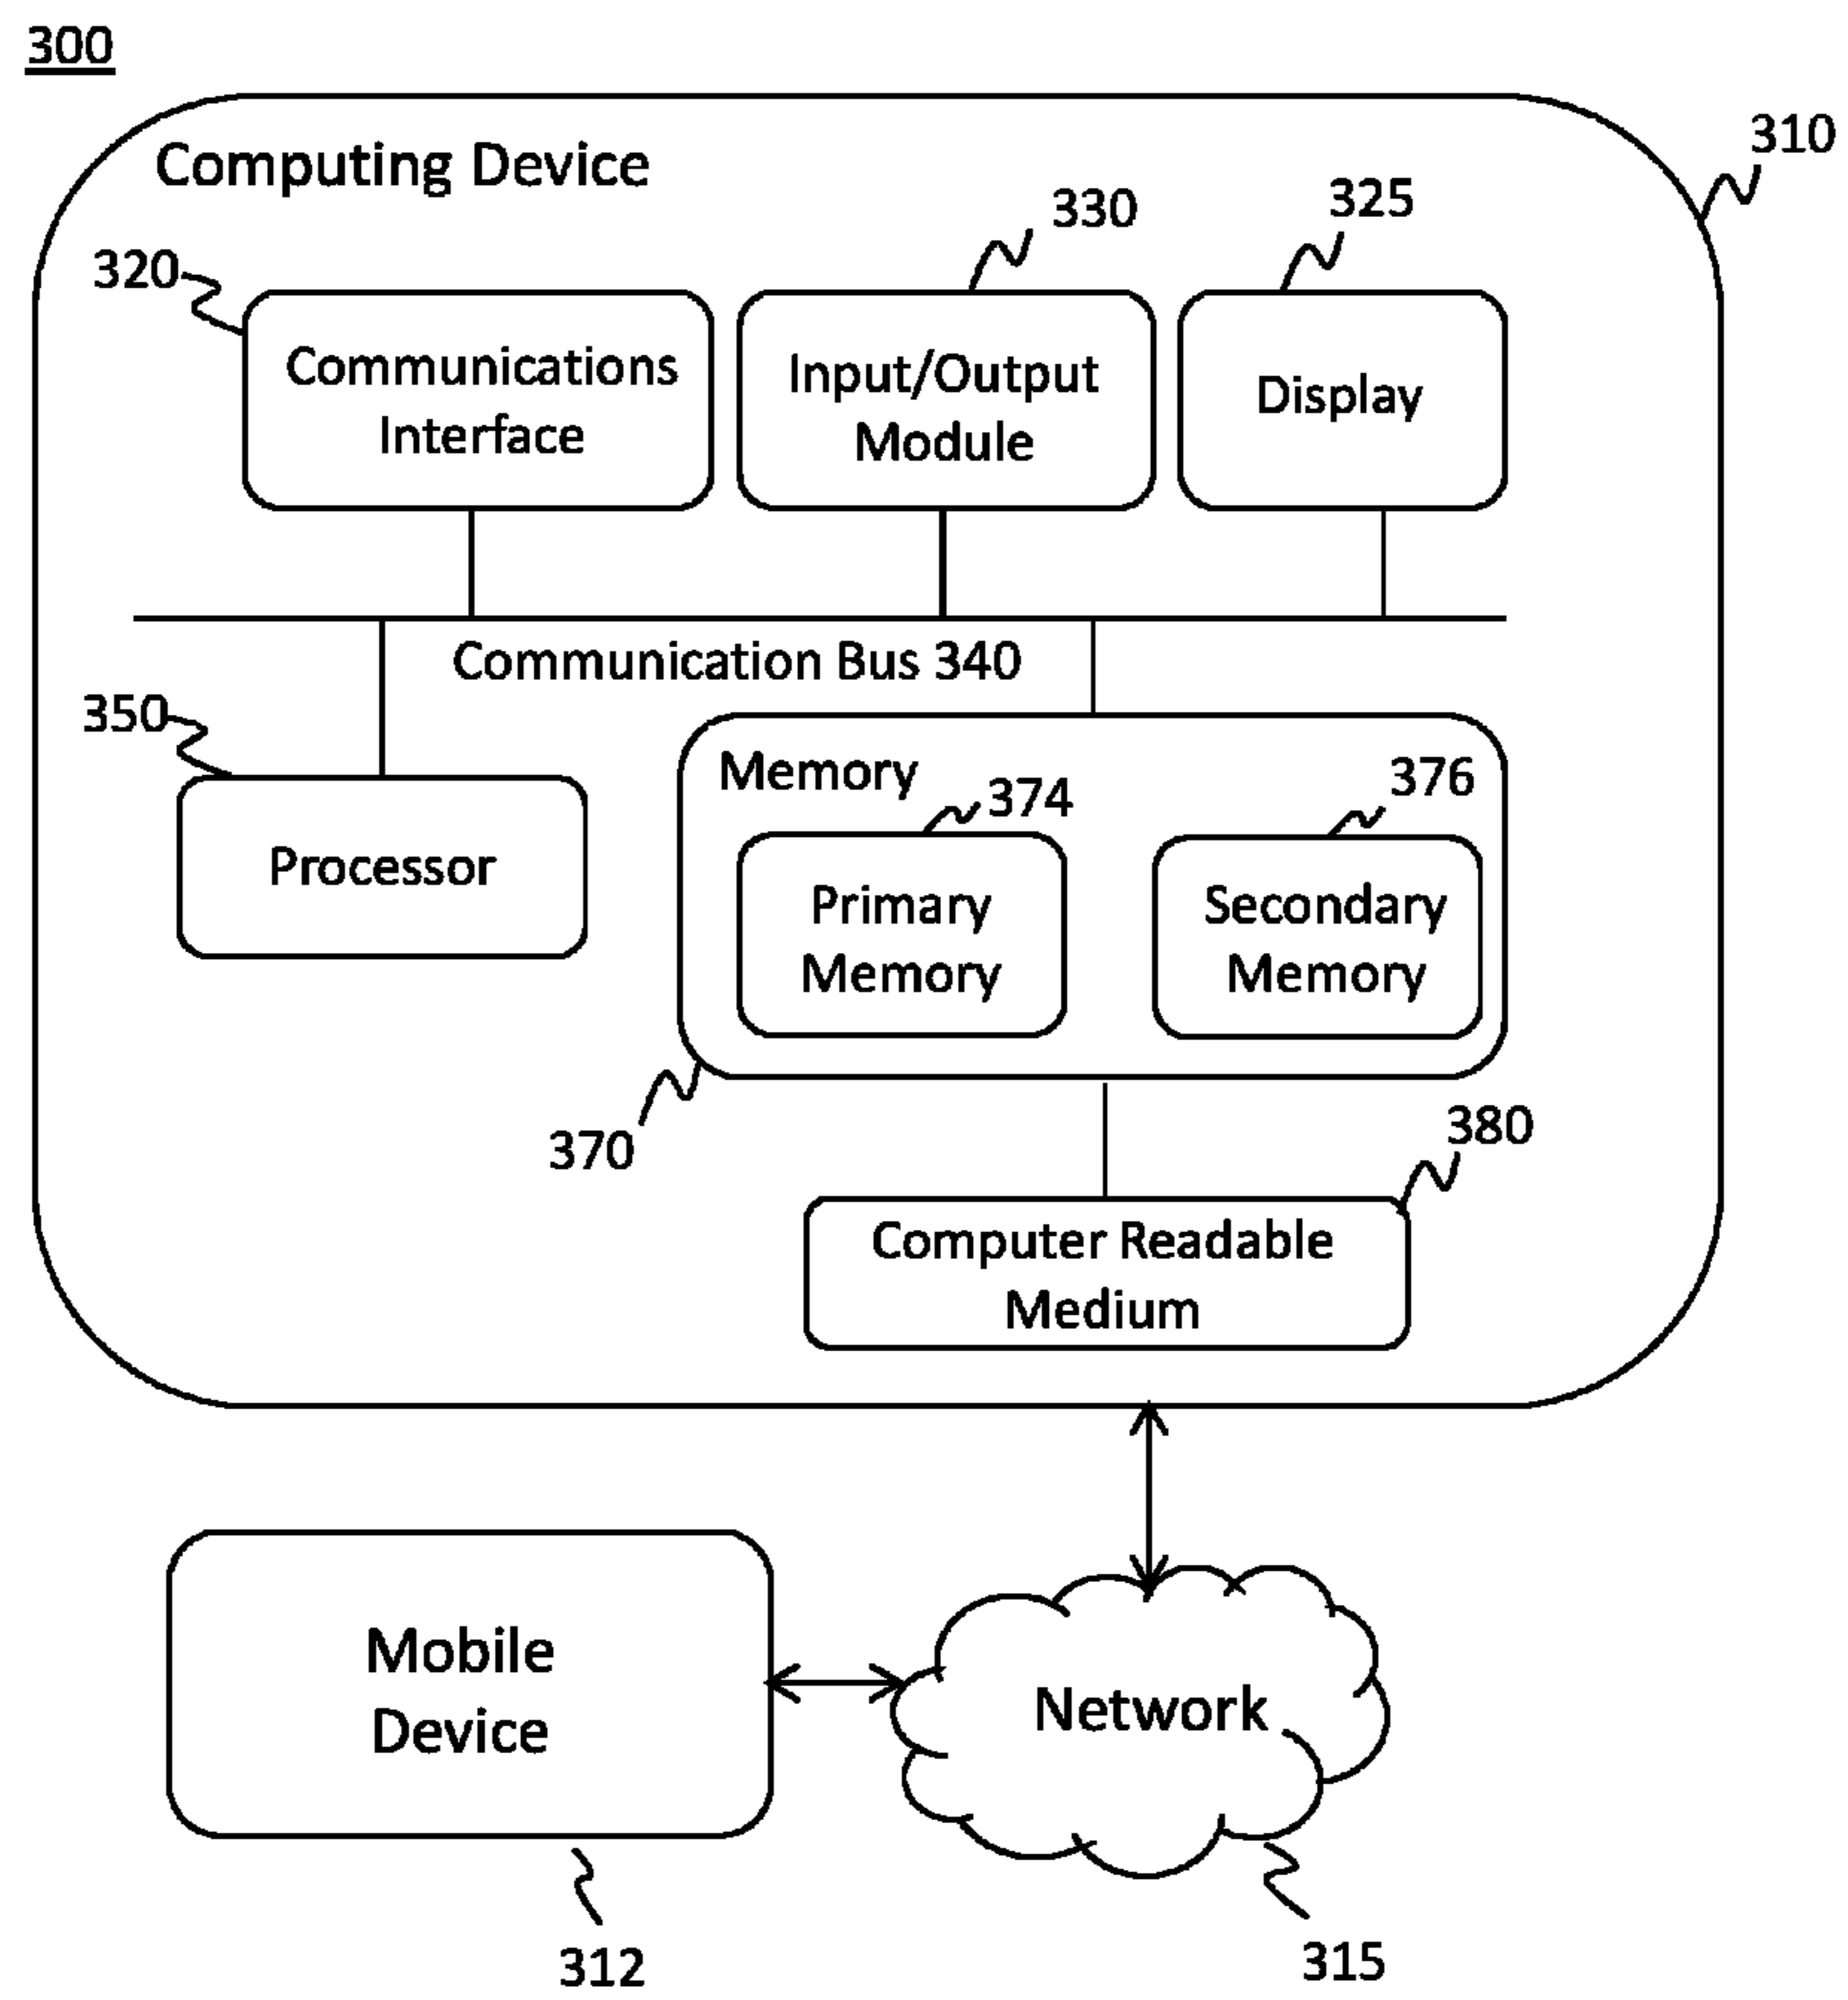 300
310
Computing Device
330
325
320
Communications
Interface
Input/Output
Module
Display
Communication Bus 340
350
Processor
Memory
374
376
Primary
Memory
Secondary
Memory
370
380
Computer Readable
Medium
Mobile
Device
Network
312
315